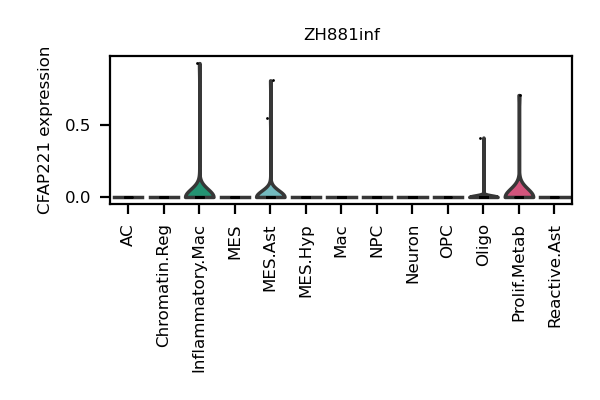 ZH881inf
CFAP221 expression
0.5
0.0
AC
Chromatin.Reg
Inflammatory.Mac
MES
MES.Ast
MES.Hyp
Mac
NPC
Neuron
OPC
Oligo
Prolif.Metab
Reactive.Ast